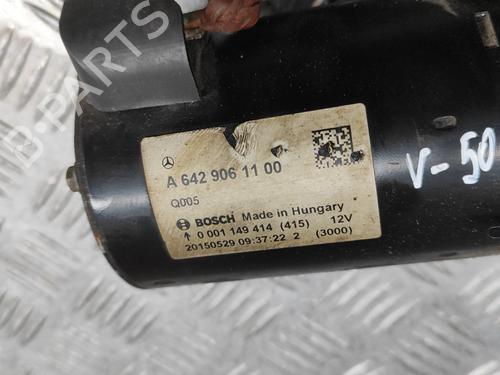 B-PARTS
A 642 906 11 00
Q005
BOSCH Made in Hungary
0 001 149 414 (415) 12V
20150529 09:37:22 2 (3000)
V-50